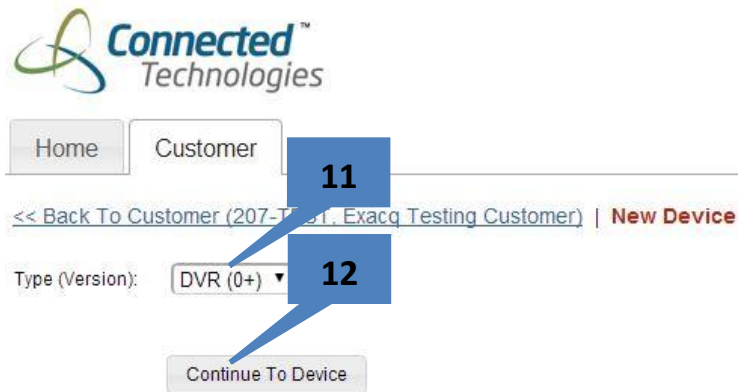 Connected™
Technologies
Home Customer
11
<< Back To Customer (207-TEST, Exacq Testing Customer) | New Device
Type (Version): DVR (0+)
12
Continue To Device